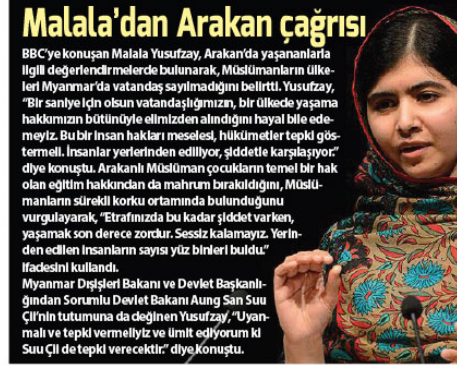 Malala’dan Arakan çağrısı
BBC’ye konuşan Malala Yusufzay, Arakan’da yaşananlarla
ilgili değerlendirmelerde bulunarak, Müslümanların ülke-
leri Myanmar’da vatandaş sayılmadığını belirtti. Yusufzay,
“Bir saniye için olsun vatandaşlığımızın, bir ülkede yaşama
hakkımızın bütünüyle elimizden alındığını hayal bile ede-
meyiz. Bu bir insan hakları meselesi, hükümetler tepki gös-
termeli. İnsanlar yerlerinden ediliyor, şiddetle karşılaşıyor.”
diye konuştu. Arakanlı Müslüman çocukların temel bir hak
olan eğitim hakkından da mahrum bırakıldığını, Müslü-
manların sürekli korku ortamında bulunduğunu
vurgulayarak, “Etrafınızda bu kadar şiddet varken,
yaşamak son derece zordur. Sessiz kalamayız. Yerin-
den edilen insanların sayısı yüz binleri buldu.”
ifadesini kullandı.
Myanmar Dışişleri Bakanı ve Devlet Başkanlı-
ğından Sorumlu Devlet Bakanı Aung San Suu
Çii’nin tutumuna da değinen Yusufzay, “Uyan-
malı ve tepki vermeliyiz ve ümit ediyorum ki
Suu Çii de tepki verecektir.” diye konuştu.